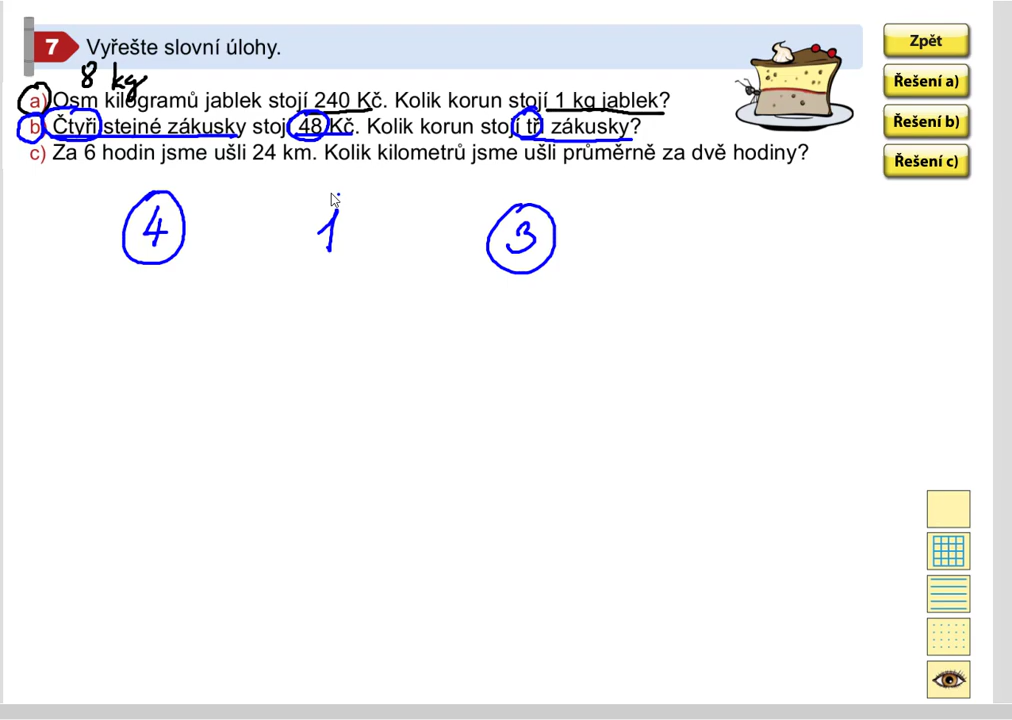 7 Vyřešte slovní úlohy.
8 kg
a) Osm kilogramů jablek stojí 240 Kč. Kolik korun stojí 1 kg jablek?
b) Čtyři stejné zákusky stojí 48 Kč. Kolik korun stojí tři zákusky?
c) Za 6 hodin jsme ušli 24 km. Kolik kilometrů jsme ušli průměrně za dvě hodiny?
4 1 3
Zpět
Řešení a)
Řešení b)
Řešení c)